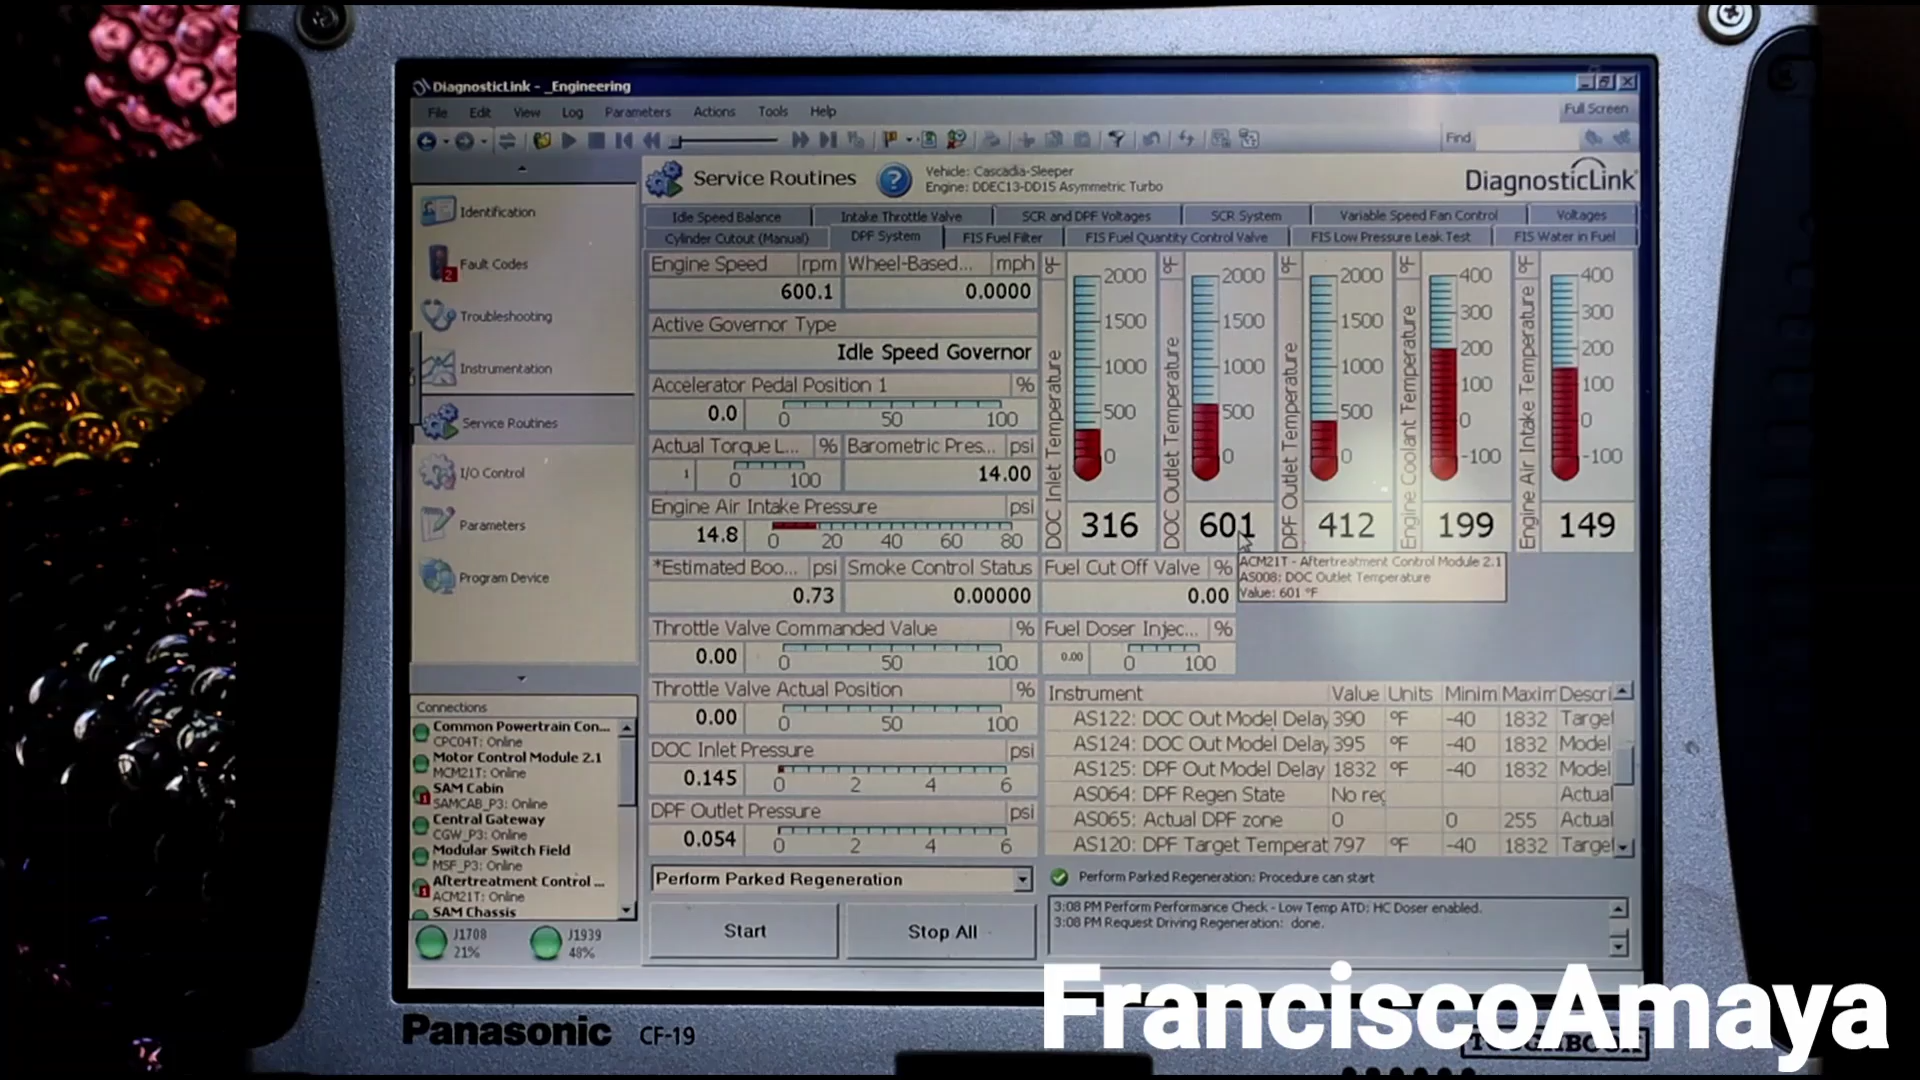 DiagnosticLink - _Engineering
File Edit View Log Parameters Actions Tools Help
Full Screen
Find
Service Routines
Vehicle: Cascadia-Sleeper
Engine: DDEC13-DD15 Asymmetric Turbo
DiagnosticLink
Identification
Fault Codes
2
Troubleshooting
Instrumentation
Service Routines
I/O Control
Parameters
Program Device
Idle Speed Balance Intake Throttle Valve SCR and DPF Voltages SCR System Variable Speed Fan Control Voltages
Cylinder Cutout (Manual) DPF System FIS Fuel Filter FIS Fuel Quantity Control Valve FIS Low Pressure Leak Test FIS Water in Fuel
Engine Speed rpm Wheel-Based... mph
600.1 0.0000
Active Governor Type
Idle Speed Governor
Accelerator Pedal Position 1 %
0.0 0 50 100
Actual Torque L... % Barometric Pres... psi
1 0 100 14.00
Engine Air Intake Pressure psi
14.8 0 20 40 60 80
*Estimated Boo... psi Smoke Control Status Fuel Cut Off Valve %
0.73 0.00000 0.00
Throttle Valve Commanded Value % Fuel Doser Injec... %
0.00 0 50 100 0.00 0 100
Throttle Valve Actual Position %
0.00 0 50 100
DOC Inlet Pressure psi
0.145 0 2 4 6
DPF Outlet Pressure psi
0.054 0 2 4 6
Perform Parked Regeneration
Start Stop All
°F DOC Inlet Temperature
2000 1500 1000 500 0
316
°F DOC Outlet Temperature
2000 1500 1000 500 0
601
°F DPF Outlet Temperature
2000 1500 1000 500 0
412
°F Engine Coolant Temperature
400 300 200 100 0 -100
199
°F Engine Air Intake Temperature
400 300 200 100 0 -100
149
ACM21T - Aftertreatment Control Module 2.1
AS008: DOC Outlet Temperature
Value: 601 °F
Instrument Value Units Minim Maxim Descri
AS122: DOC Out Model Delay 390 °F -40 1832 Target
AS124: DOC Out Model Delay 395 °F -40 1832 Model
AS125: DPF Out Model Delay 1832 °F -40 1832 Model
AS064: DPF Regen State No reg Actual
AS065: Actual DPF zone 0 0 255 Actual
AS120: DPF Target Temperat 797 °F -40 1832 Target
Perform Parked Regeneration: Procedure can start
3:08 PM Perform Performance Check - Low Temp ATD: HC Doser enabled.
3:08 PM Request Driving Regeneration: done.
Connections
Common Powertrain Con...
CPC04T: Online
Motor Control Module 2.1
MCM21T: Online
SAM Cabin
SAMCAB_P3: Online
Central Gateway
CGW_P3: Online
Modular Switch Field
MSF_P3: Online
Aftertreatment Control ...
ACM21T: Online
SAM Chassis
J1708 J1939
21% 48%
Panasonic CF-19
TOUGHBOOK
FranciscoAmaya